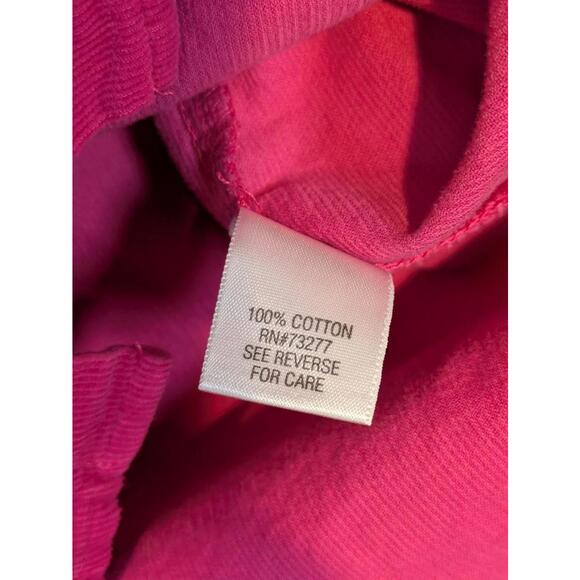 100% COTTON
RN#73277
SEE REVERSE
FOR CARE